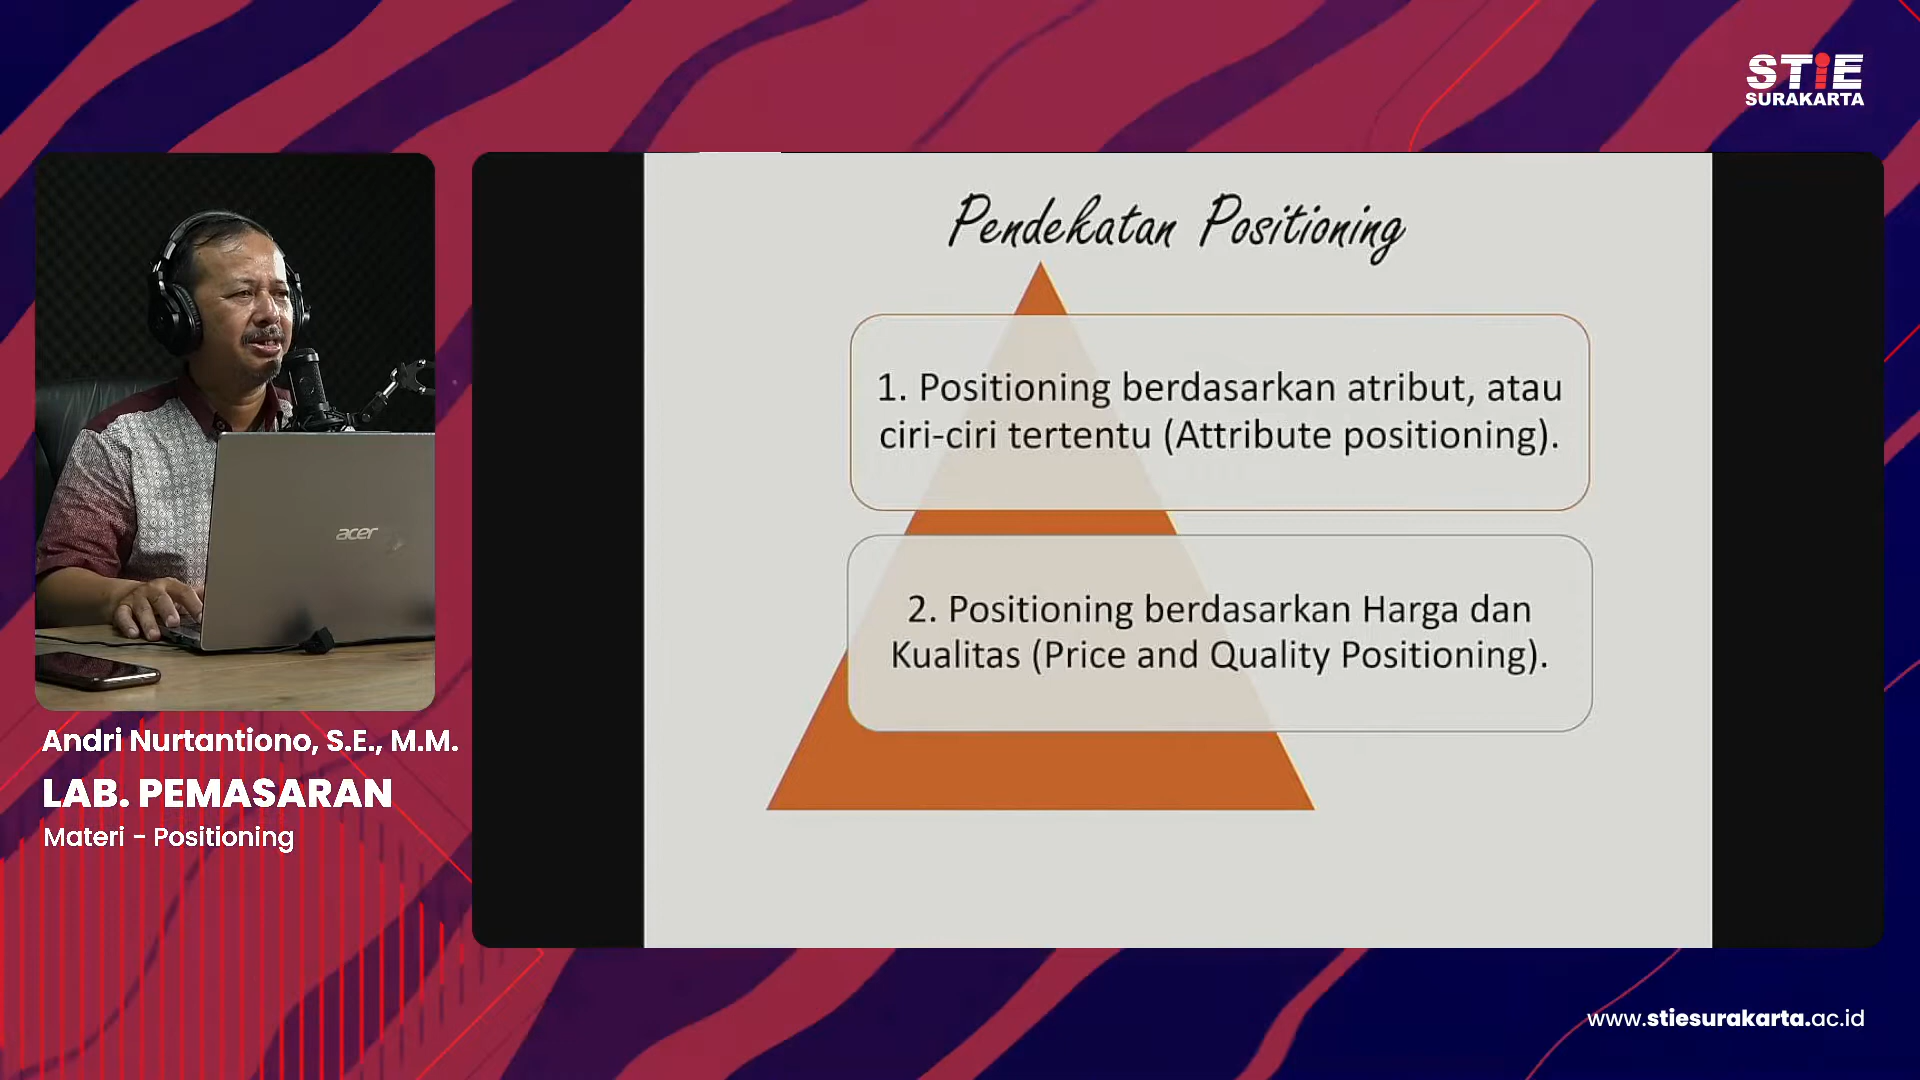 STiE
SURAKARTA
Pendekatan Positioning
1. Positioning berdasarkan atribut, atau
ciri-ciri tertentu (Attribute positioning).
2. Positioning berdasarkan Harga dan
Kualitas (Price and Quality Positioning).
acer
Andri Nurtantiono, S.E., M.M.
LAB. PEMASARAN
Materi - Positioning
www.stiesurakarta.ac.id